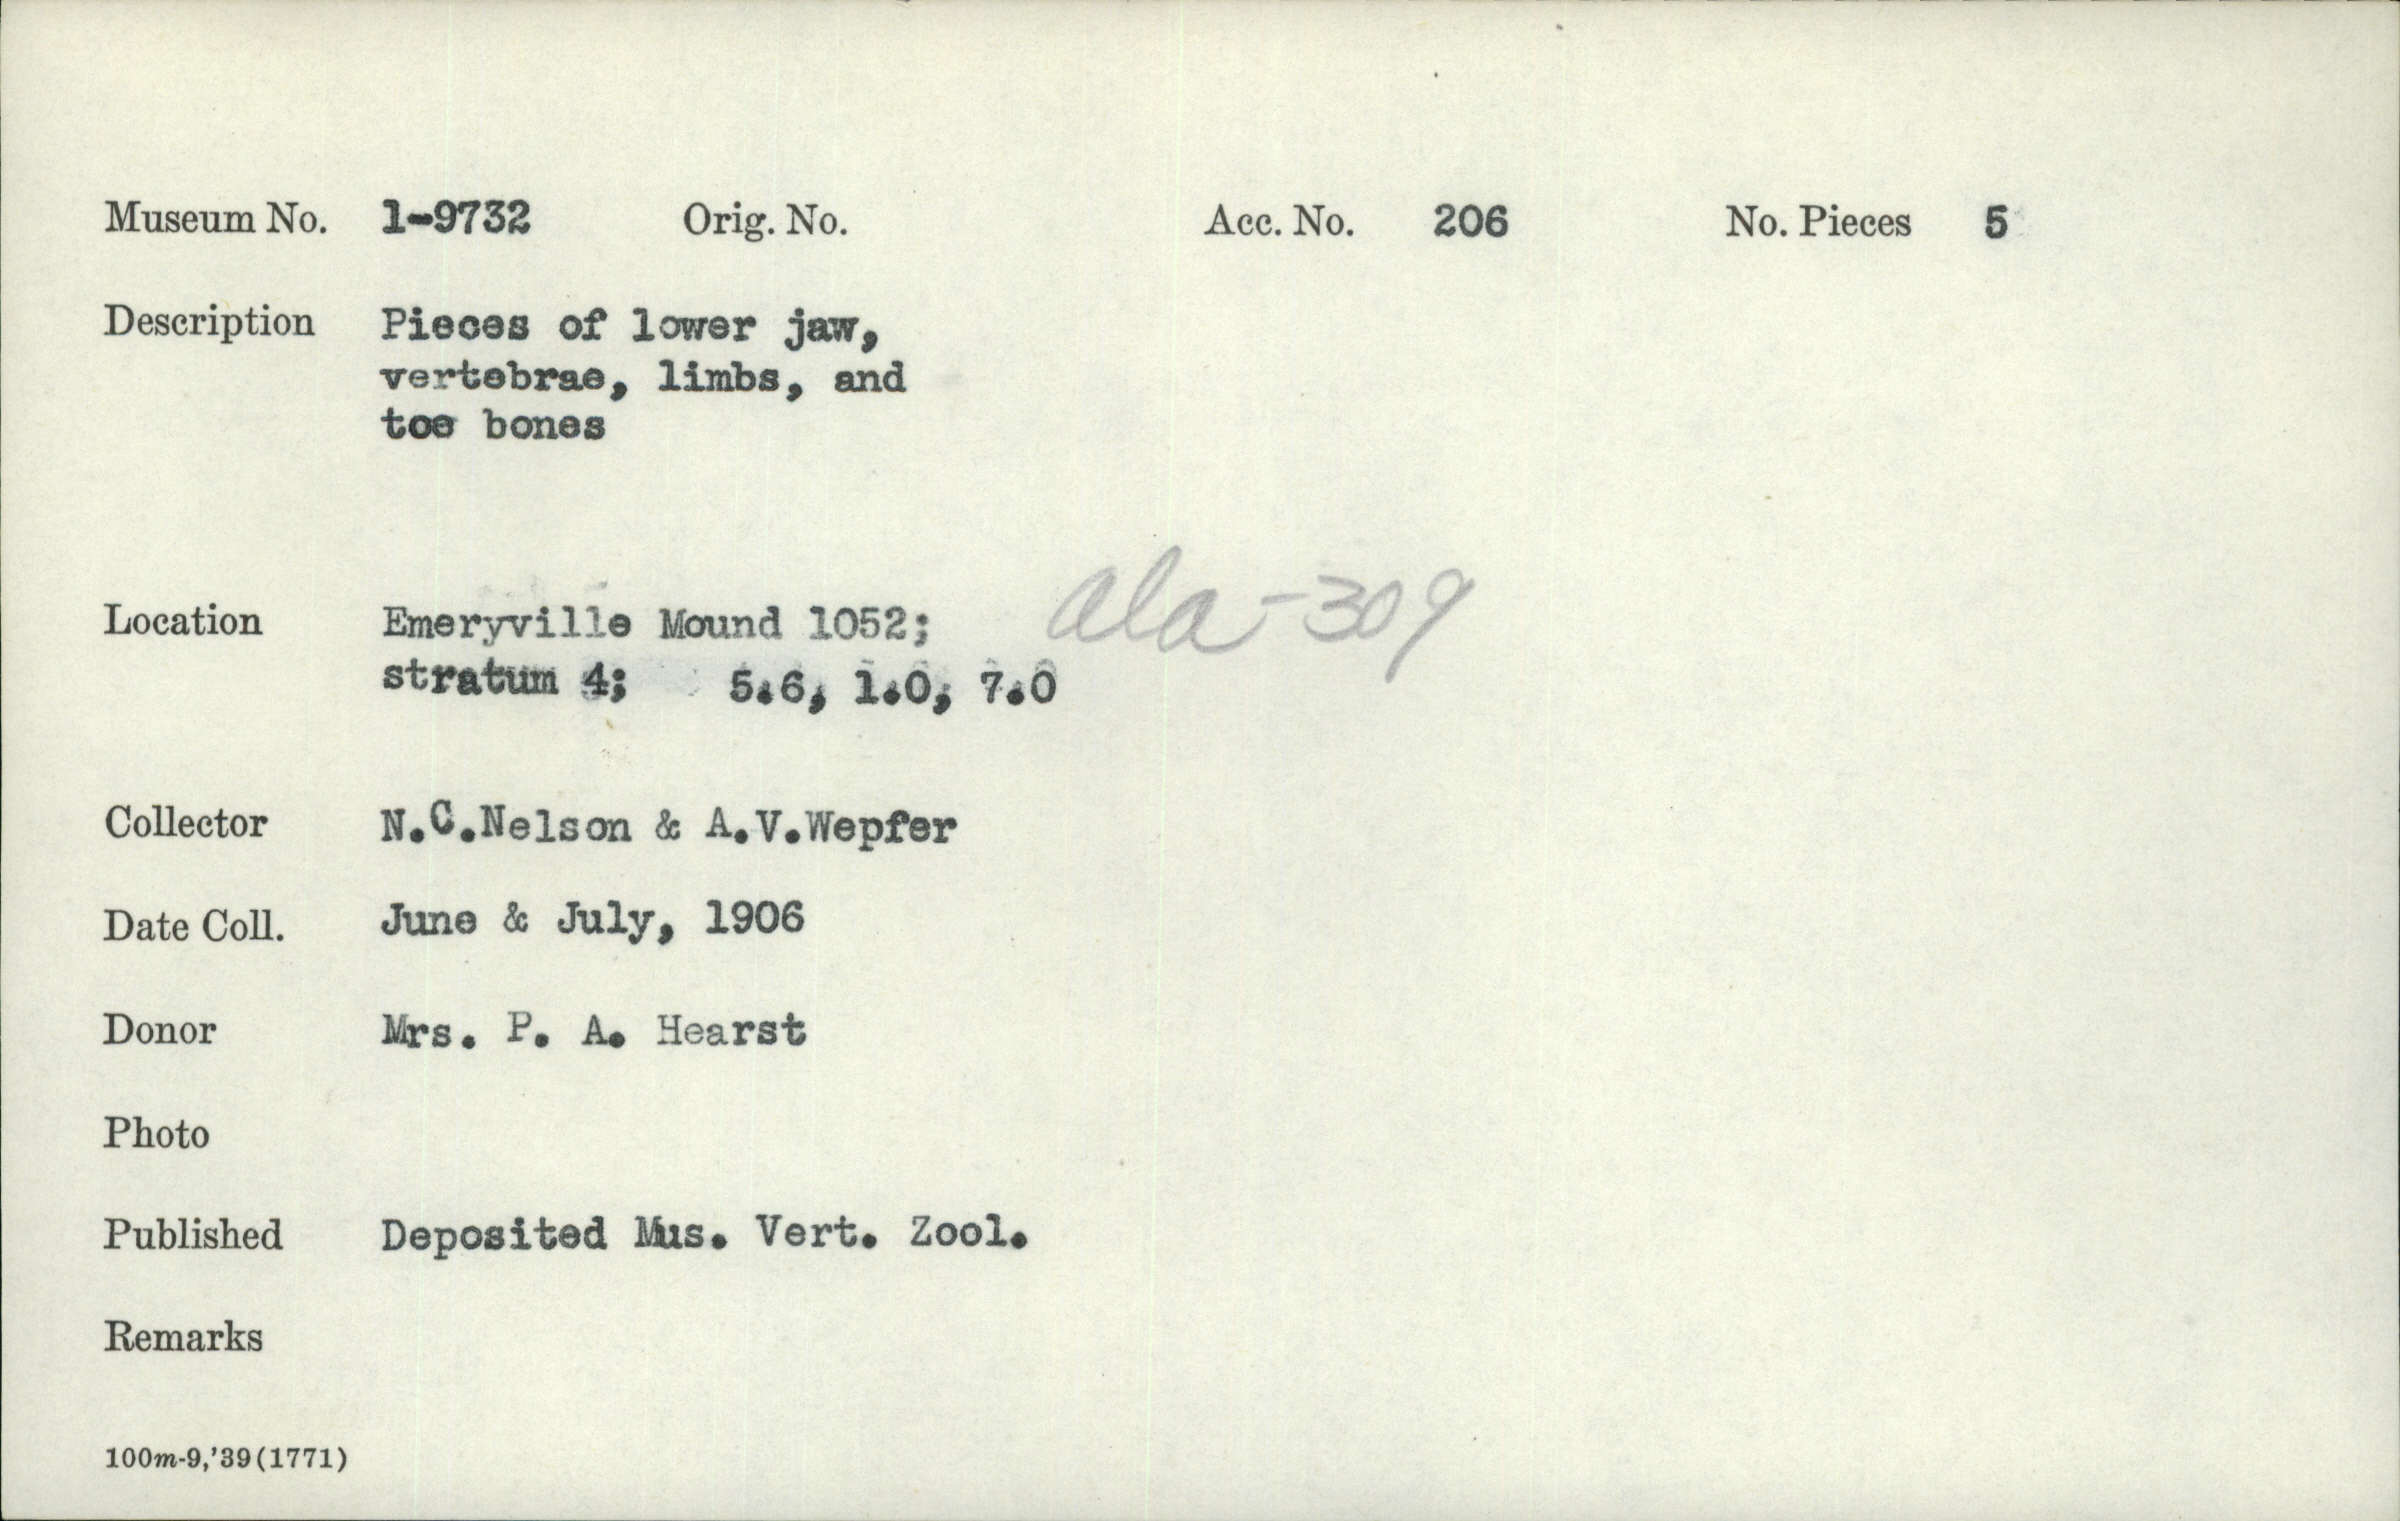 Museum No. 1-9732 Orig. No. Acc. No. 206 No. Pieces 5
Description Pieces of lower jaw,
vertebrae, limbs, and
toe bones
Location Emeryville Mound 1052; ala-309
stratum 4; 5.6, 1.0, 7.0
Collector N.C.Nelson & A.V.Wepfer
Date Coll. June & July, 1906
Donor Mrs. P. A. Hearst
Photo
Published Deposited Mus. Vert. Zool.
Remarks
100m-9,'39(1771)